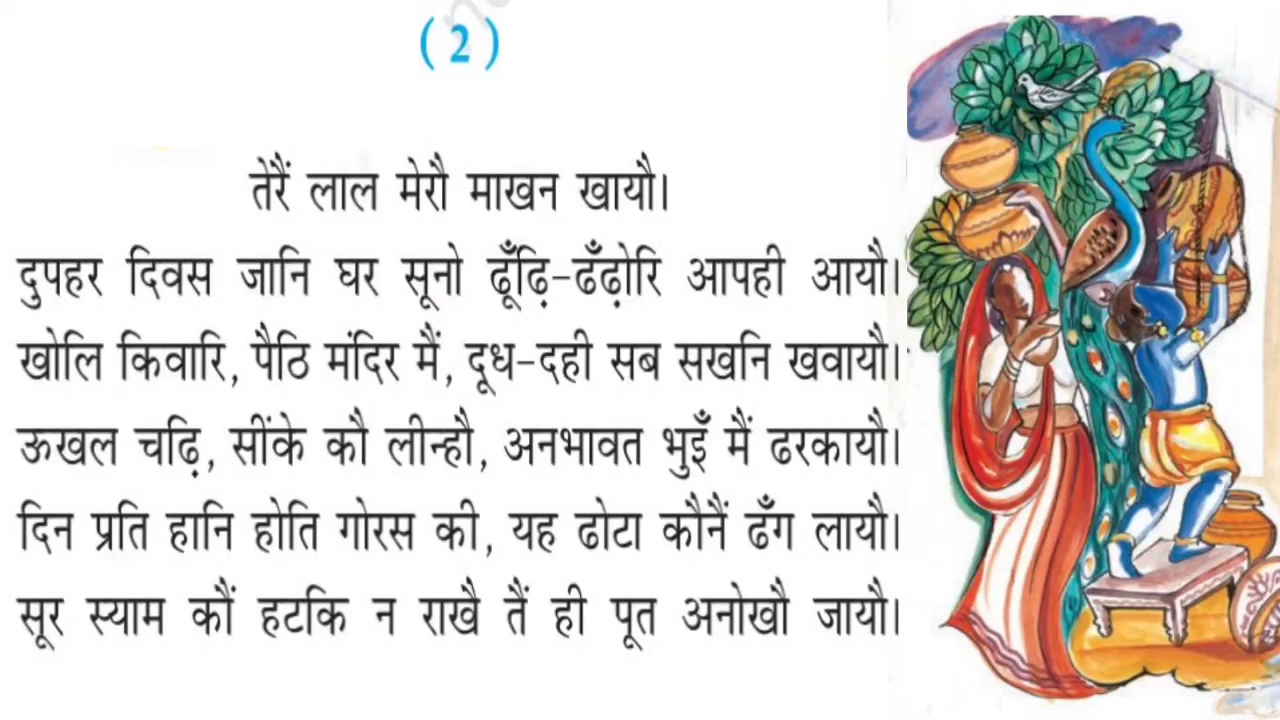 ( 2 )
तेरैं लाल मेरौ माखन खायौ।
दुपहर दिवस जानि घर सूनो ढूँढ़ि-ढँढ़ोरि आपही आयौ।
खोलि किवारि, पैठि मंदिर मैं, दूध-दही सब सखनि खवायौ।
ऊखल चढ़ि, सींके कौ लीन्हौ, अनभावत भुइँ मैं ढरकायौ।
दिन प्रति हानि होति गोरस की, यह ढोटा कौनैं ढँग लायौ।
सूर स्याम कौं हटकि न राखै तैं ही पूत अनोखौ जायौ।